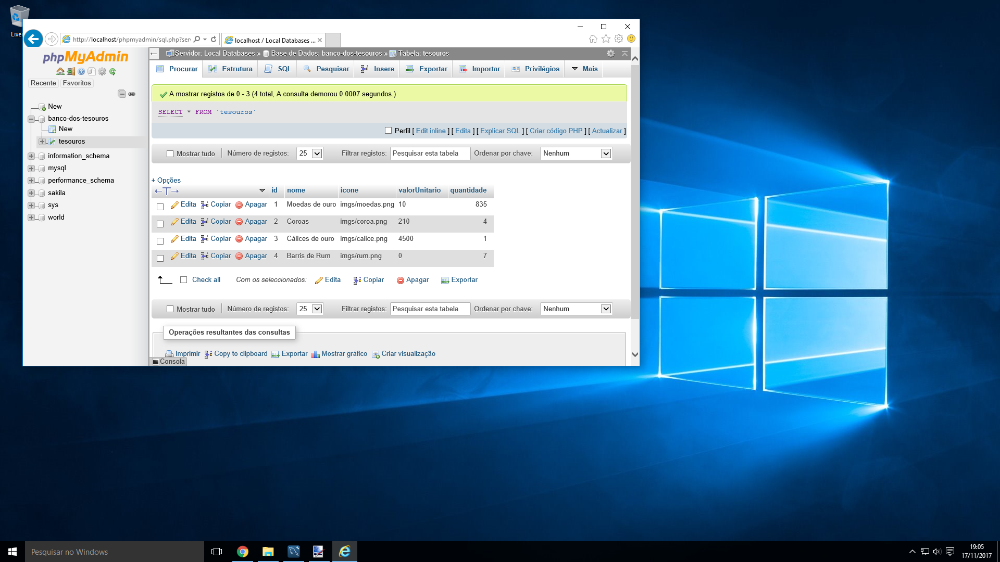 Lixei
http://localhost/phpmyadmin/sql.php?ser
localhost / Local Databases ...
phpMyAdmin
Recente Favoritos
New
banco-dos-tesouros
New
tesouros
information_schema
mysql
performance_schema
sakila
sys
world
Servidor: Local Databases » Base de Dados: banco-dos-tesouros » Tabela: tesouros
Procurar Estrutura SQL Pesquisar Insere Exportar Importar Privilégios Mais
A mostrar registos de 0 - 3 (4 total, A consulta demorou 0.0007 segundos.)
SELECT * FROM `tesouros`
Perfil [ Edit inline ] [ Edita ] [ Explicar SQL ] [ Criar código PHP ] [ Actualizar ]
Mostrar tudo Número de registos: 25 Filtrar registos: Pesquisar esta tabela Ordenar por chave: Nenhum
+ Opções
←T→ id nome icone valorUnitario quantidade
Edita Copiar Apagar 1 Moedas de ouro imgs/moedas.png 10 835
Edita Copiar Apagar 2 Coroas imgs/coroa.png 210 4
Edita Copiar Apagar 3 Cálices de ouro imgs/calice.png 4500 1
Edita Copiar Apagar 4 Barris de Rum imgs/rum.png 0 7
Check all Com os seleccionados: Edita Copiar Apagar Exportar
Mostrar tudo Número de registos: 25 Filtrar registos: Pesquisar esta tabela Ordenar por chave: Nenhum
Operações resultantes das consultas
Imprimir Copy to clipboard Exportar Mostrar gráfico Criar visualização
Consola
Pesquisar no Windows
19:05
17/11/2017